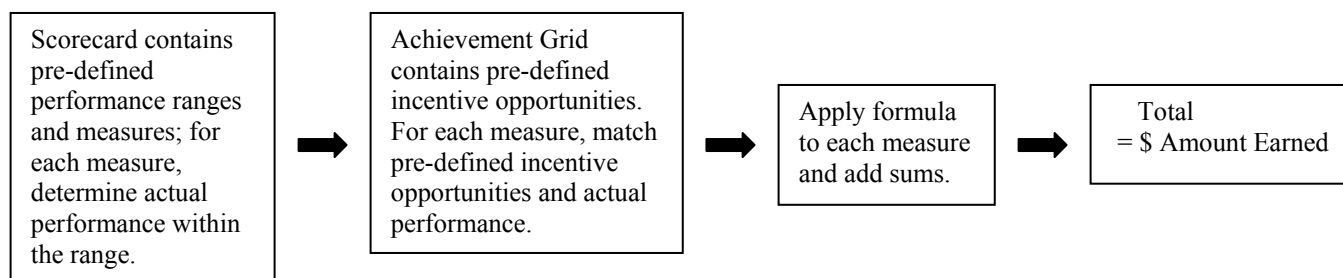 Scorecard contains
pre-defined
performance ranges
and measures; for
each measure,
determine actual
performance within
the range.
Achievement Grid
contains pre-defined
incentive opportunities.
For each measure, match
pre-defined incentive
opportunities and actual
performance.
Apply formula
to each measure
and add sums.
Total
= $ Amount Earned